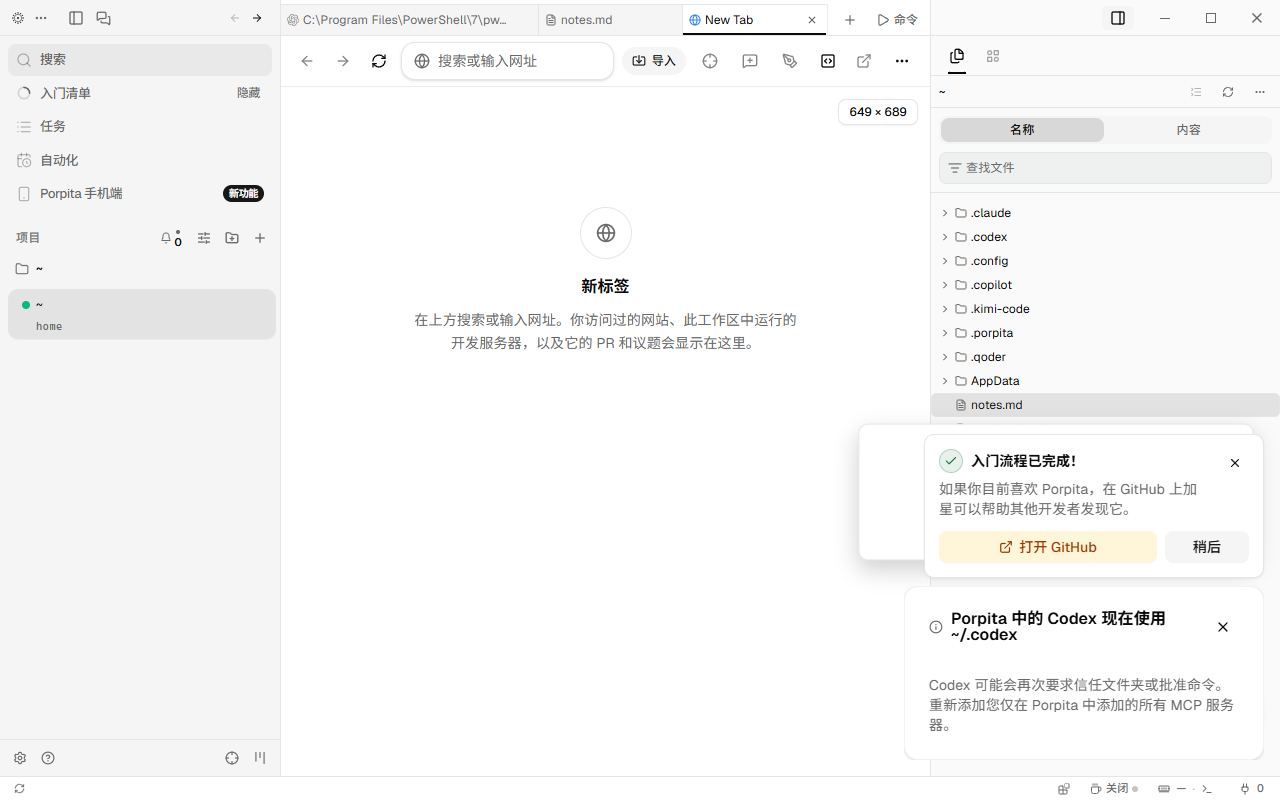 C:\Program Files\PowerShell\7\pw...
notes.md
New Tab
命令
搜索
入门清单
隐藏
任务
自动化
Porpita 手机端
新功能
项目
0
~
~
home
搜索或输入网址
导入
649 × 689
新标签
在上方搜索或输入网址。你访问过的网站、此工作区中运行的
开发服务器，以及它的 PR 和议题会显示在这里。
~
名称
内容
查找文件
.claude
.codex
.config
.copilot
.kimi-code
.porpita
.qoder
AppData
notes.md
入门流程已完成！
如果你目前喜欢 Porpita，在 GitHub 上加
星可以帮助其他开发者发现它。
打开 GitHub
稍后
Porpita 中的 Codex 现在使用
~/.codex
Codex 可能会再次要求信任文件夹或批准命令。
重新添加您仅在 Porpita 中添加的所有 MCP 服务
器。
关闭
— ·
0